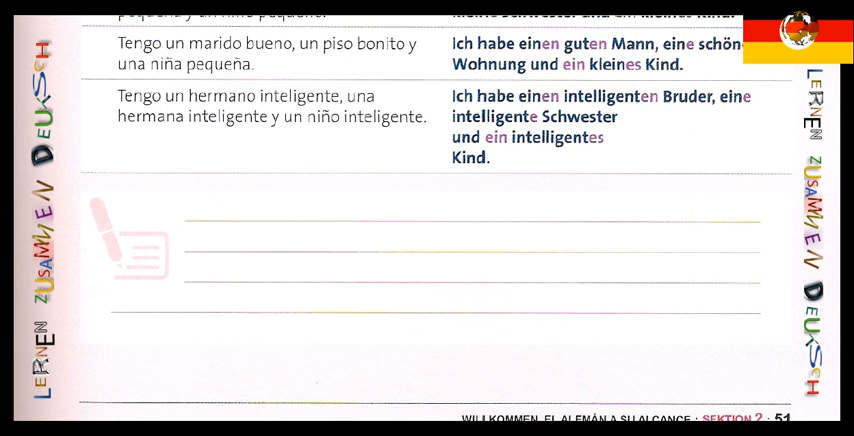 Tengo un marido bueno, un piso bonito y
una niña pequeña.
Ich habe einen guten Mann, eine schön
Wohnung und ein kleines Kind.
Tengo un hermano inteligente, una
hermana inteligente y un niño inteligente.
Ich habe einen intelligenten Bruder, eine
intelligente Schwester
und ein intelligentes
Kind.
LERNEN ZUSAMMEN DEUKSCH
LERNEN ZUSAMMEN DEUKSCH
WILLKOMMEN, EL ALEMÁN A SU ALCANCE · SEKTION 2 · 51